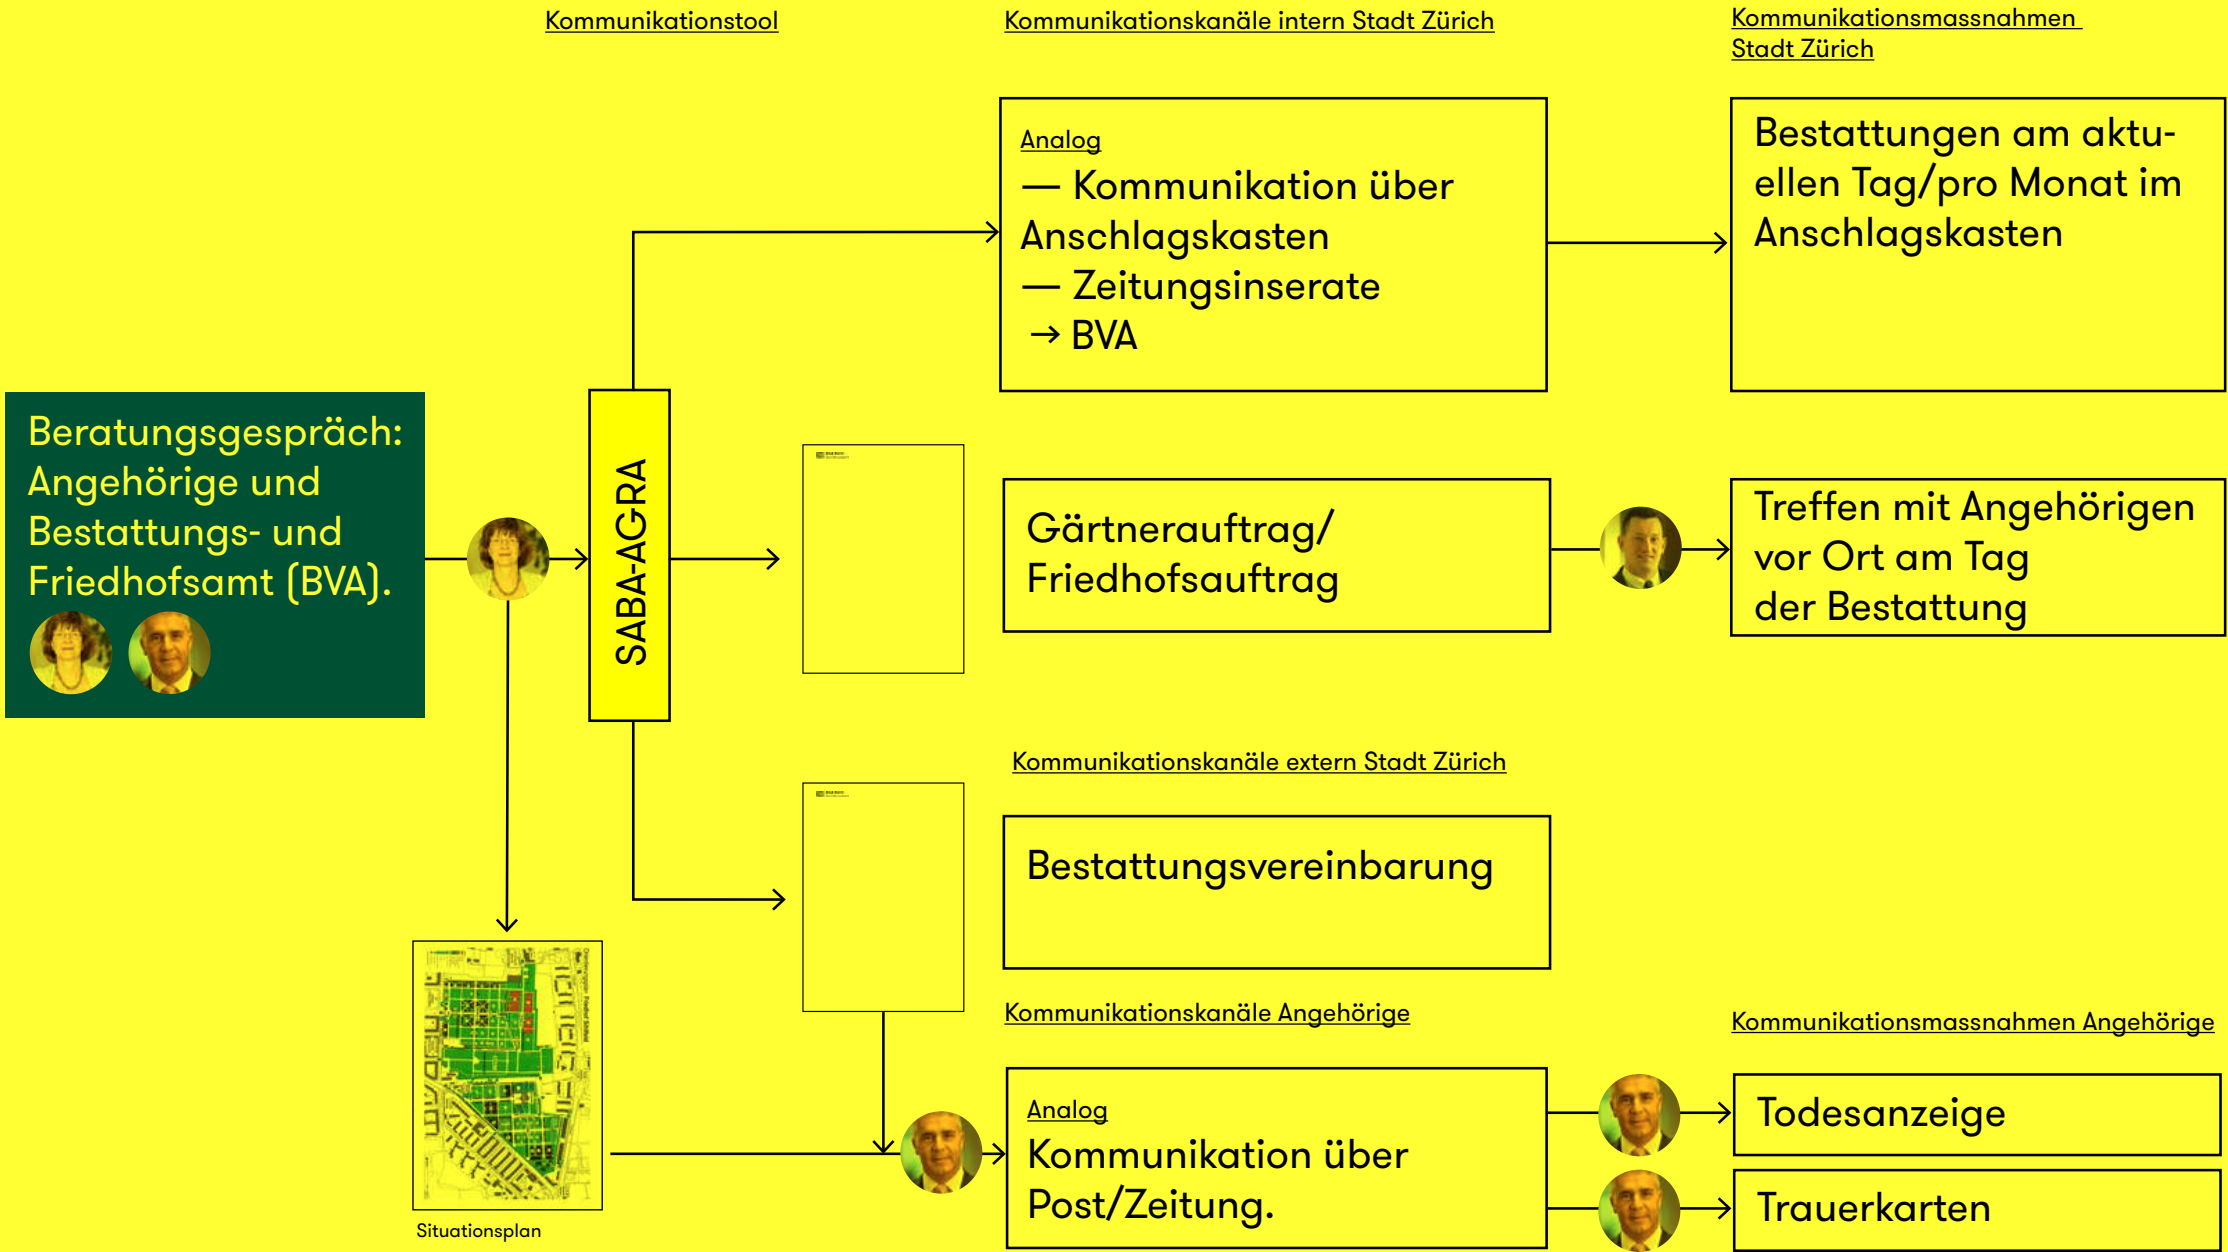 Kommunikationstool
Kommunikationskanäle intern Stadt Zürich
Kommunikationsmassnahmen
Stadt Zürich
Analog
— Kommunikation über
Anschlagskasten
— Zeitungsinserate
→ BVA
Bestattungen am aktu-
ellen Tag/pro Monat im
Anschlagskasten
Beratungsgespräch:
Angehörige und
Bestattungs- und
Friedhofsamt (BVA).
SABA-AGRA
Gärtnerauftrag/
Friedhofsauftrag
Treffen mit Angehörigen
vor Ort am Tag
der Bestattung
Kommunikationskanäle extern Stadt Zürich
Bestattungsvereinbarung
Kommunikationskanäle Angehörige
Kommunikationsmassnahmen Angehörige
Analog
Kommunikation über
Post/Zeitung.
Todesanzeige
Trauerkarten
Situationsplan